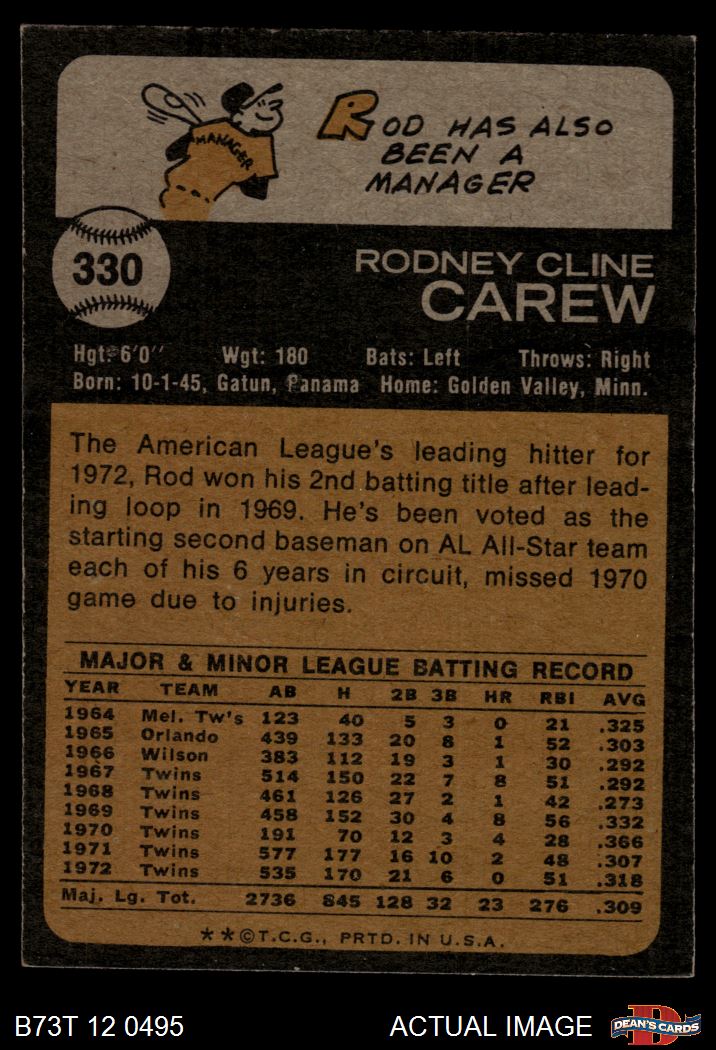 MANAGER
ROD HAS ALSO
BEEN A
MANAGER
330
RODNEY CLINE
CAREW
Hgt: 6'0" Wgt: 180 Bats: Left Throws: Right
Born: 10-1-45, Gatun, Panama Home: Golden Valley, Minn.
The American League's leading hitter for
1972, Rod won his 2nd batting title after lead-
ing loop in 1969. He's been voted as the
starting second baseman on AL All-Star team
each of his 6 years in circuit, missed 1970
game due to injuries.
MAJOR & MINOR LEAGUE BATTING RECORD
YEAR TEAM AB H 2B 3B HR RBI AVG
1964 Mel. Tw's 123 40 5 3 0 21 .325
1965 Orlando 439 133 20 8 1 52 .303
1966 Wilson 383 112 19 3 1 30 .292
1967 Twins 514 150 22 7 8 51 .292
1968 Twins 461 126 27 2 1 42 .273
1969 Twins 458 152 30 4 8 56 .332
1970 Twins 191 70 12 3 4 28 .366
1971 Twins 577 177 16 10 2 48 .307
1972 Twins 535 170 21 6 0 51 .318
Maj. Lg. Tot. 2736 845 128 32 23 276 .309
**©T.C.G., PRTD. IN U.S.A.
B73T 12 0495 ACTUAL IMAGE DEAN'S CARDS